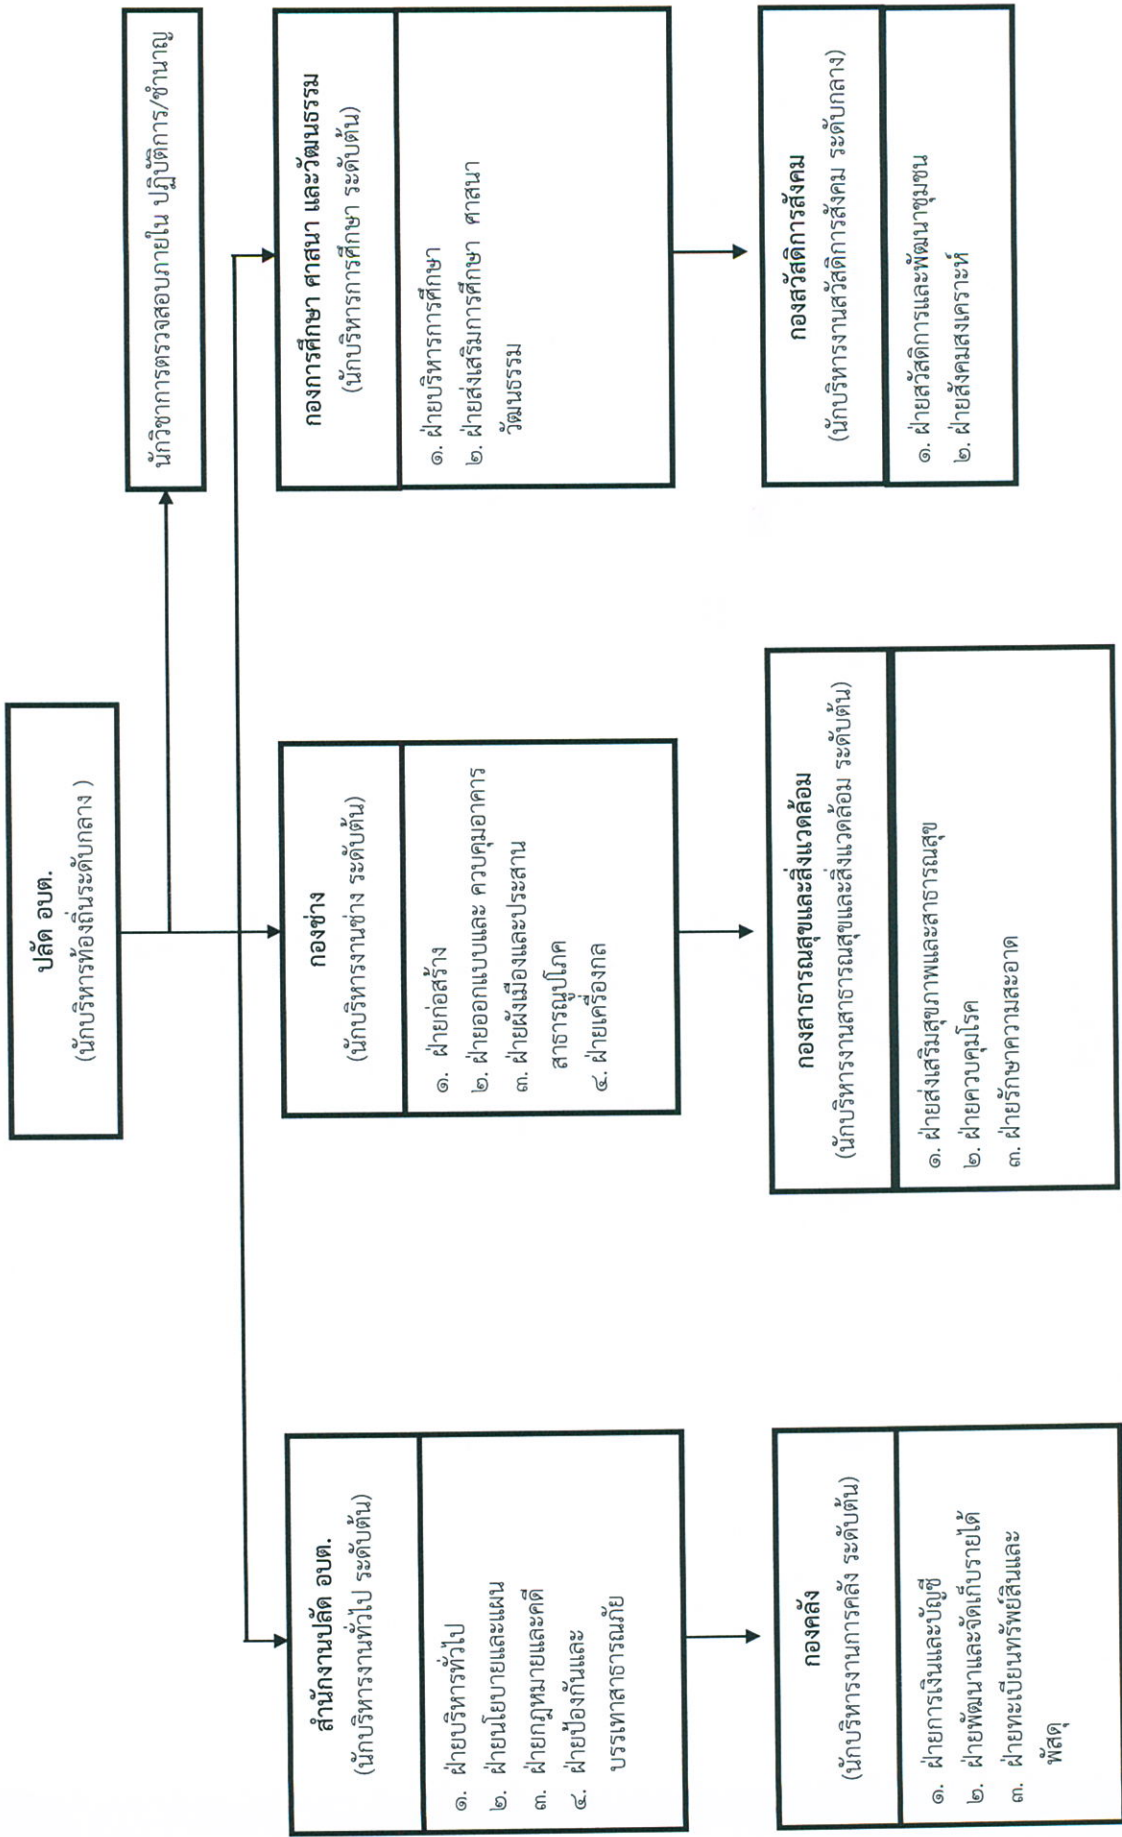 ปลัด อบต.
(นักบริหารท้องถิ่นระดับกลาง )
นักวิชาการตรวจสอบภายใน ปฏิบัติการ/ชำนาญ
สำนักงานปลัด อบต.
(นักบริหารงานทั่วไป ระดับต้น)
๑. ฝ่ายบริหารทั่วไป
๒. ฝ่ายนโยบายและแผน
๓. ฝ่ายกฎหมายและคดี
๔. ฝ่ายป้องกันและ
บรรเทาสาธารณภัย
กองช่าง
(นักบริหารงานช่าง ระดับต้น)
๑. ฝ่ายก่อสร้าง
๒. ฝ่ายออกแบบและ ควบคุมอาคาร
๓. ฝ่ายผังเมืองและประสาน
สาธารณูปโภค
๔. ฝ่ายเครื่องกล
กองการศึกษา ศาสนา และวัฒนธรรม
(นักบริหารการศึกษา ระดับต้น)
๑. ฝ่ายบริหารการศึกษา
๒. ฝ่ายส่งเสริมการศึกษา ศาสนา
วัฒนธรรม
กองคลัง
(นักบริหารงานการคลัง ระดับต้น)
๑. ฝ่ายการเงินและบัญชี
๒. ฝ่ายพัฒนาและจัดเก็บรายได้
๓. ฝ่ายทะเบียนทรัพย์สินและ
พัสดุ
กองสาธารณสุขและสิ่งแวดล้อม
(นักบริหารงานสาธารณสุขและสิ่งแวดล้อม ระดับต้น)
๑. ฝ่ายส่งเสริมสุขภาพและสาธารณสุข
๒. ฝ่ายควบคุมโรค
๓. ฝ่ายรักษาความสะอาด
กองสวัสดิการสังคม
(นักบริหารงานสวัสดิการสังคม ระดับกลาง)
๑. ฝ่ายสวัสดิการและพัฒนาชุมชน
๒. ฝ่ายสังคมสงเคราะห์